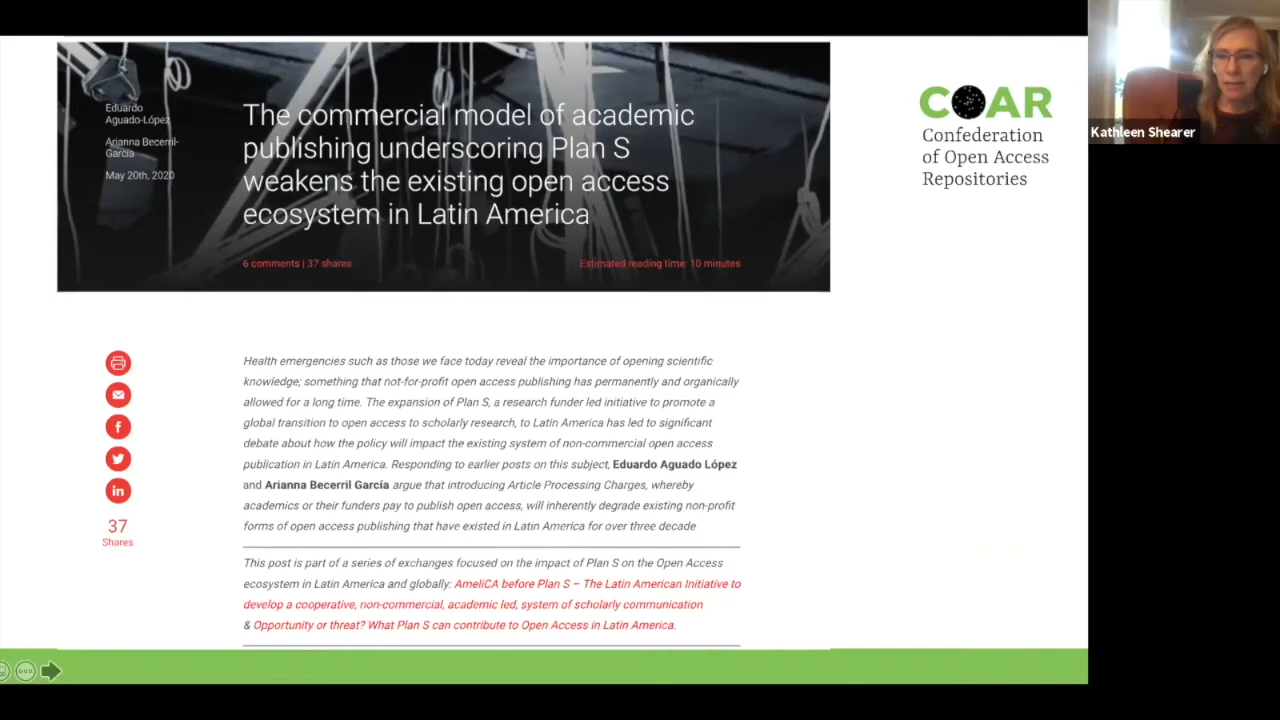 Eduardo
Aguado-López
Arianna Becerril-
García
May 20th, 2020
The commercial model of academic
publishing underscoring Plan S
weakens the existing open access
ecosystem in Latin America
6 comments | 37 shares
Estimated reading time: 10 minutes
COAR
Confederation
of Open Access
Repositories
Kathleen Shearer
37
Shares
Health emergencies such as those we face today reveal the importance of opening scientific
knowledge; something that not-for-profit open access publishing has permanently and organically
allowed for a long time. The expansion of Plan S, a research funder led initiative to promote a
global transition to open access to scholarly research, to Latin America has led to significant
debate about how the policy will impact the existing system of non-commercial open access
publication in Latin America. Responding to earlier posts on this subject, Eduardo Aguado López
and Arianna Becerril García argue that introducing Article Processing Charges, whereby
academics or their funders pay to publish open access, will inherently degrade existing non-profit
forms of open access publishing that have existed in Latin America for over three decade
This post is part of a series of exchanges focused on the impact of Plan S on the Open Access
ecosystem in Latin America and globally: AmeliCA before Plan S – The Latin American Initiative to
develop a cooperative, non-commercial, academic led, system of scholarly communication
& Opportunity or threat? What Plan S can contribute to Open Access in Latin America.